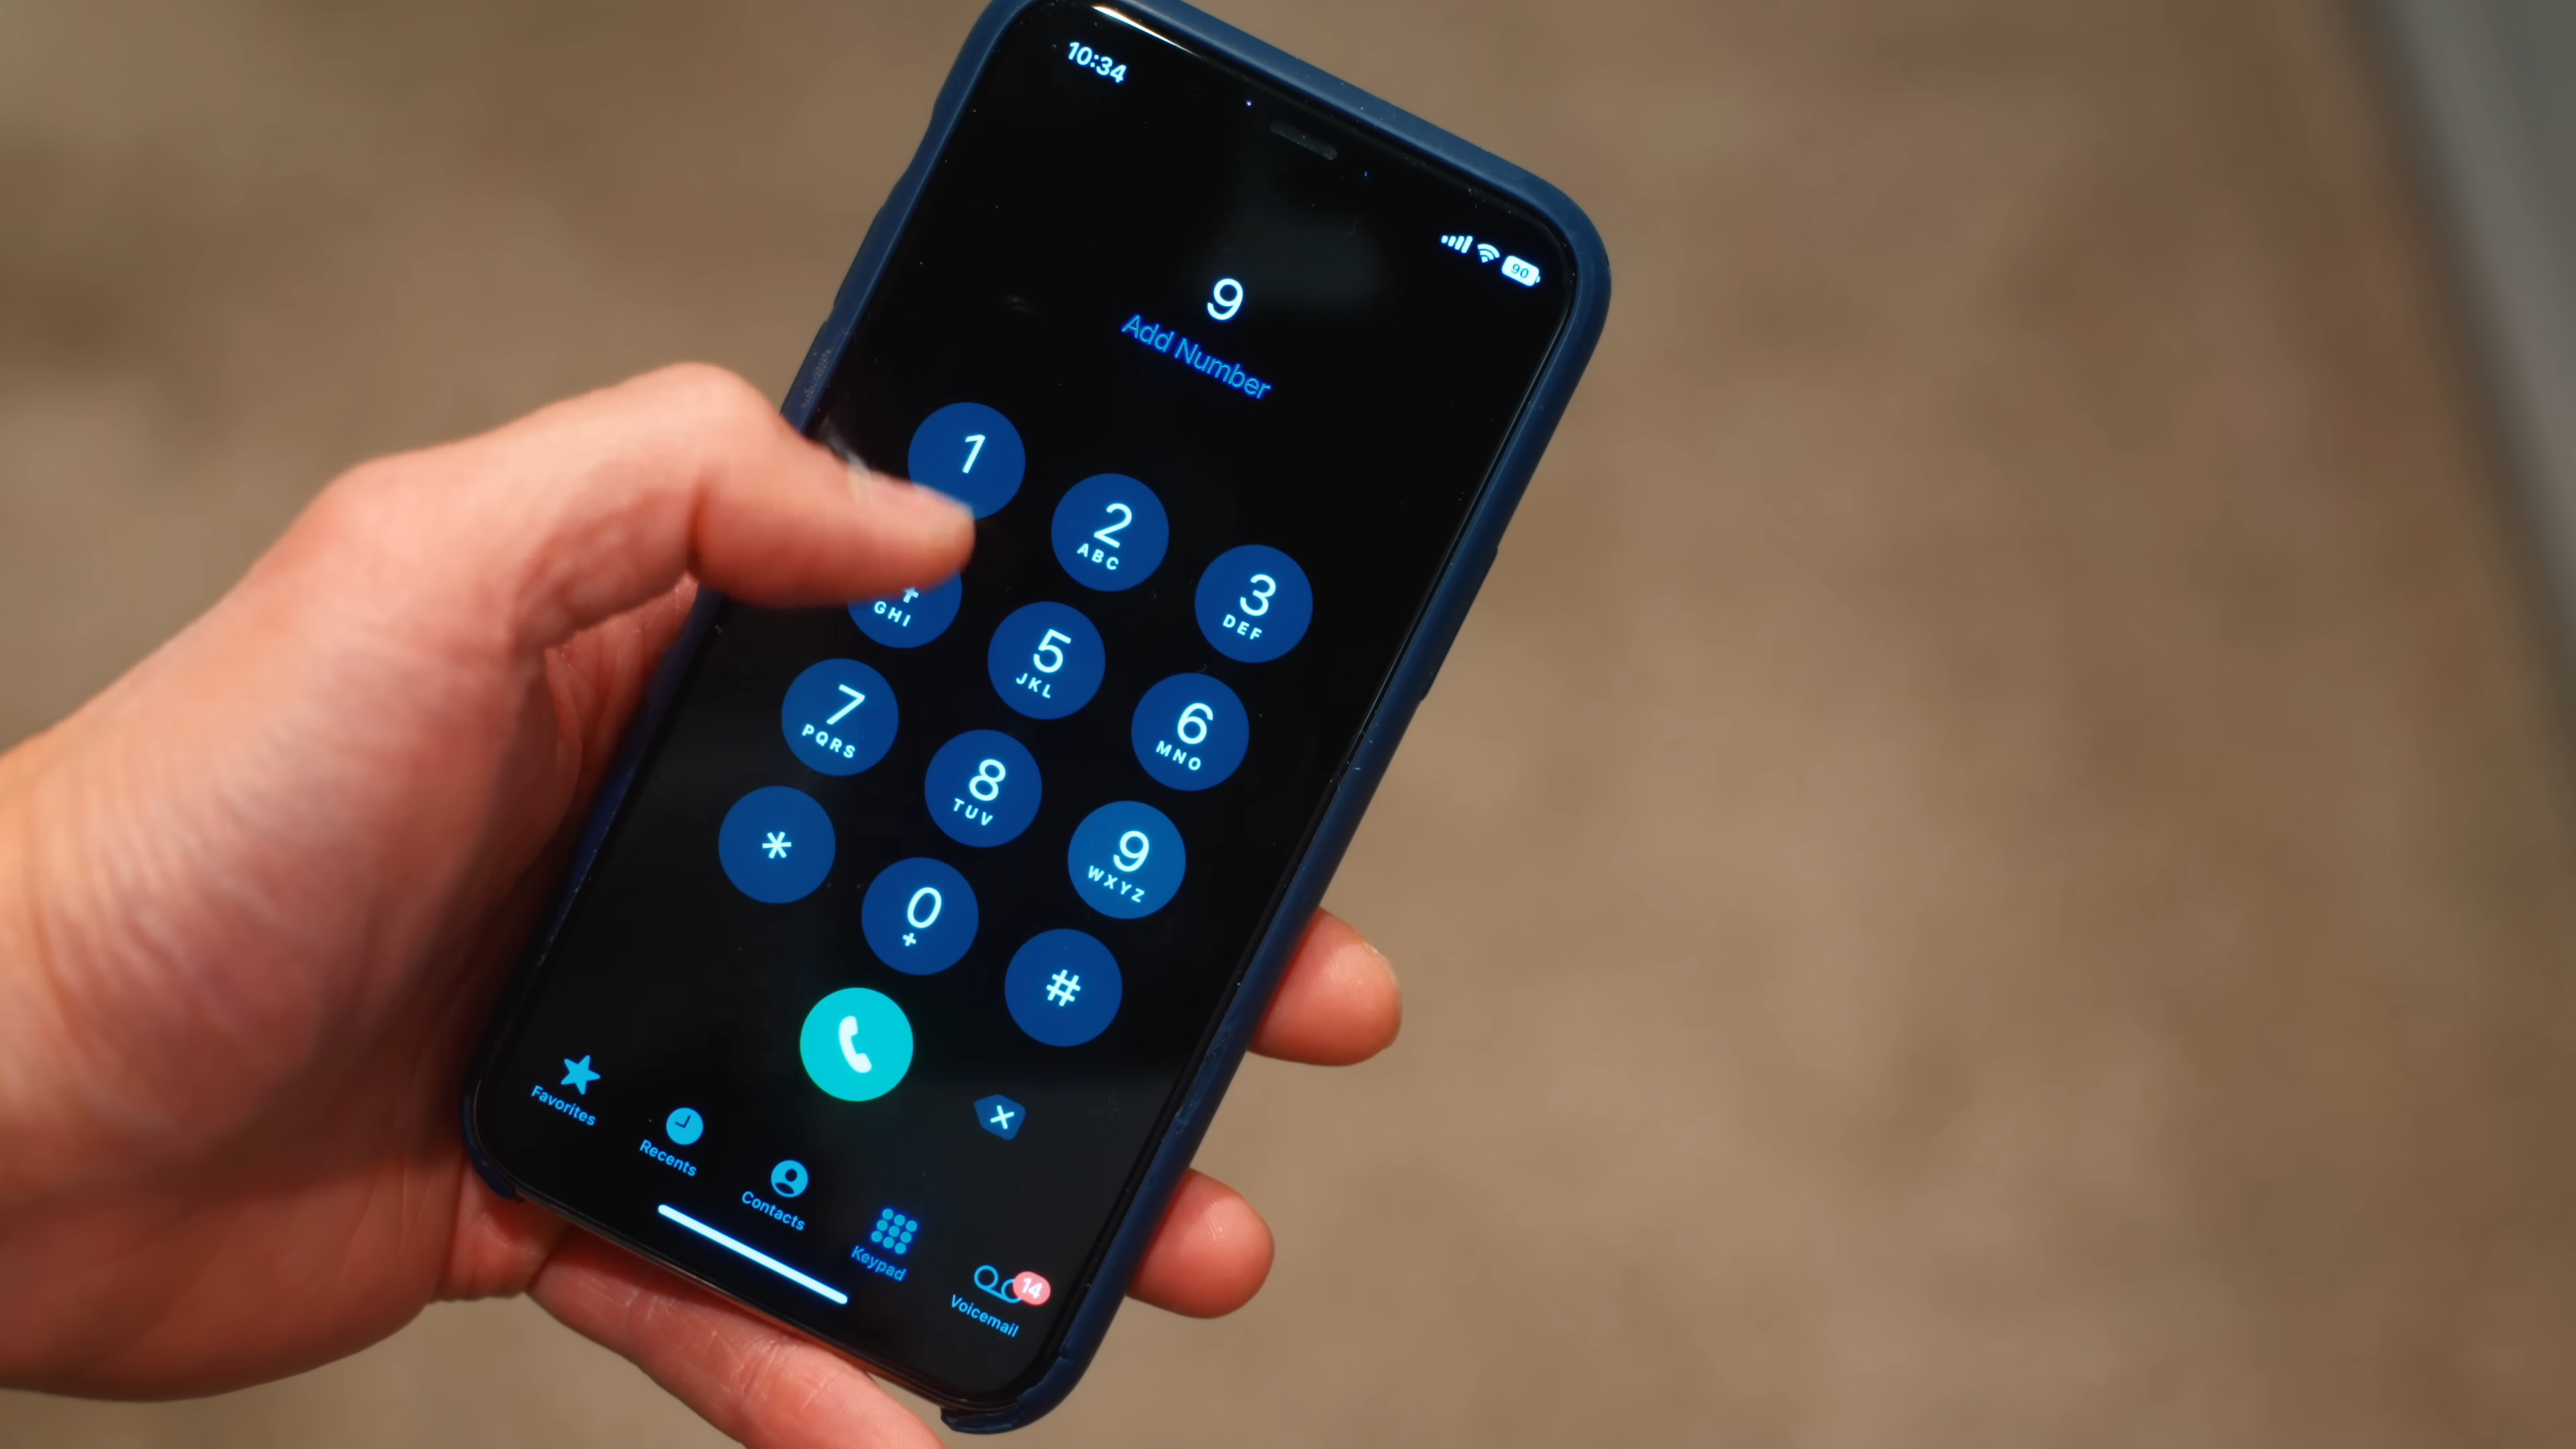 10:34
90
9
Add Number
1
2
ABC
3
DEF
GHI
5
JKL
6
MNO
7
PQRS
8
TUV
9
WXYZ
*
0
+
#
Favorites
Recents
Contacts
Keypad
14
Voicemail